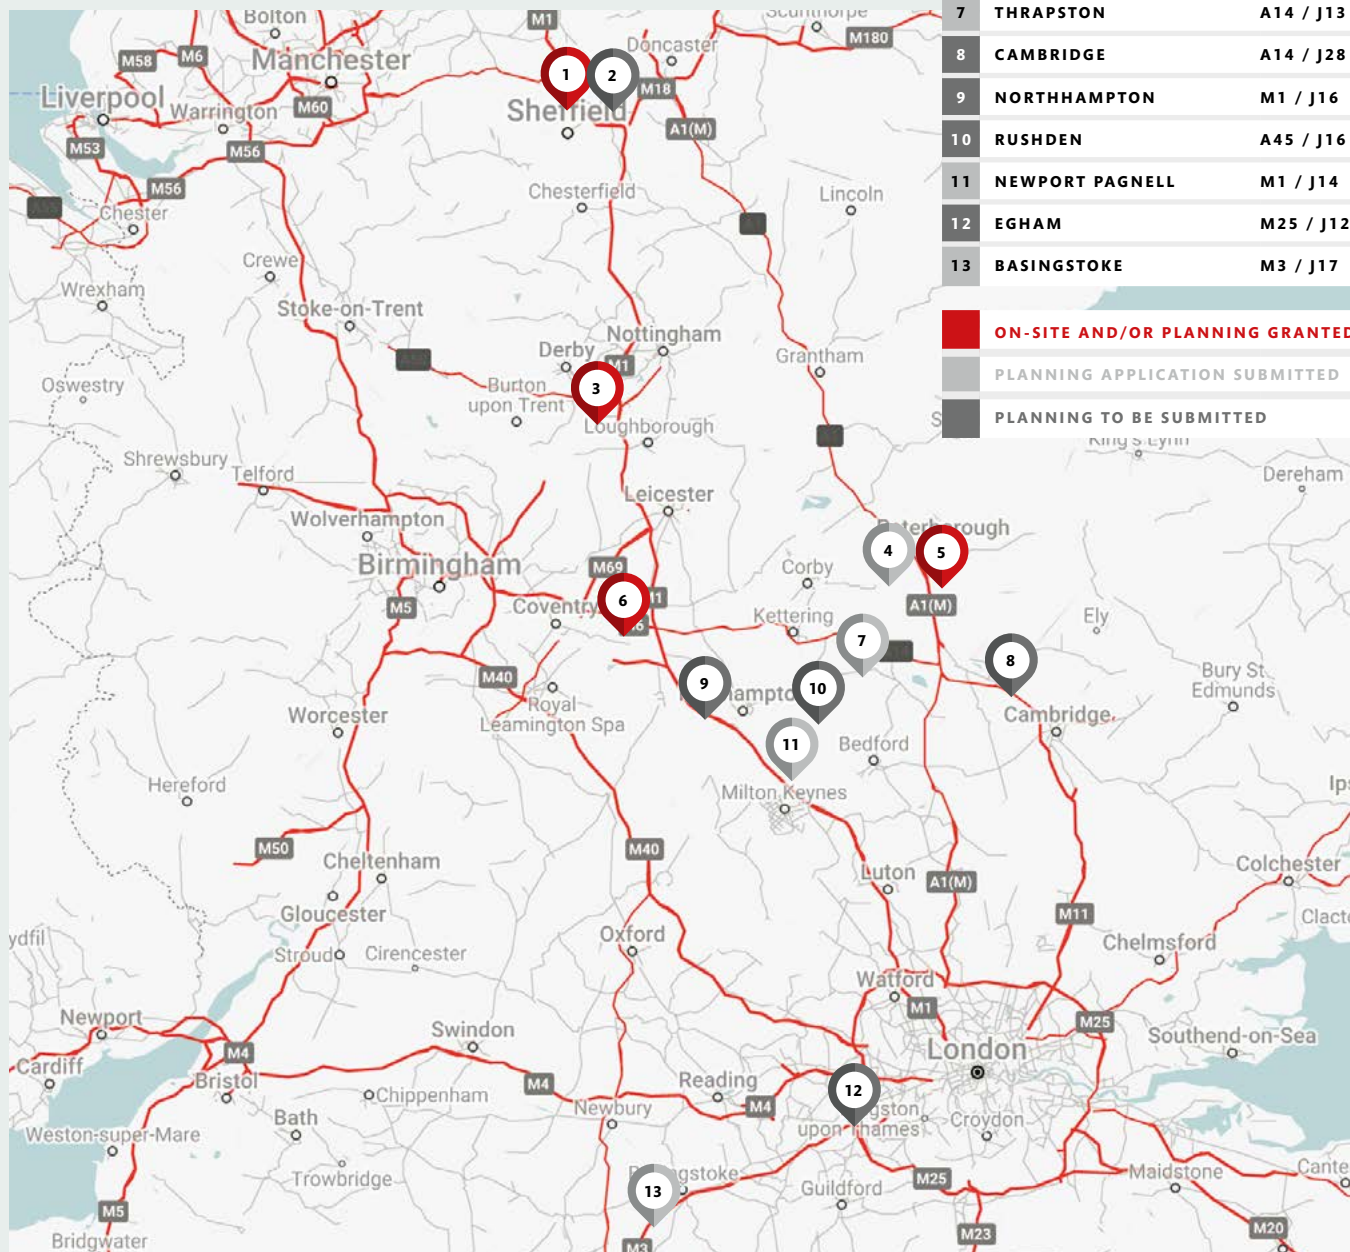 7 THRAPSTON A14 / J13
8 CAMBRIDGE A14 / J28
9 NORTHHAMPTON M1 / J16
10 RUSHDEN A45 / J16
11 NEWPORT PAGNELL M1 / J14
12 EGHAM M25 / J12
13 BASINGSTOKE M3 / J17
ON-SITE AND/OR PLANNING GRANTED
PLANNING APPLICATION SUBMITTED
PLANNING TO BE SUBMITTED
Bolton
M1
Scunthorpe
M180
Doncaster
M58
M6
Manchester
1
2
M18
Liverpool
M60
Sheffield
Warrington
A1(M)
M53
M56
M56
Chesterfield
Lincoln
Chester
Crewe
Wrexham
Stoke-on-Trent
Nottingham
Derby
M1
Grantham
Oswestry
Burton
upon Trent
3
Loughborough
King's Lynn
Shrewsbury
Telford
Dereham
Leicester
Wolverhampton
Peterborough
4
5
Birmingham
M69
Corby
M5
Coventry
6
Kettering
A1(M)
Ely
7
8
M40
9
10
Bury St
Edmunds
Royal
Leamington Spa
Worcester
Cambridge
11
Bedford
Hereford
Milton Keynes
M50
Cheltenham
M40
Luton
A1(M)
Colchester
Gloucester
M11
Oxford
Stroud
Cirencester
Chelmsford
Watford
M1
Newport
Swindon
M25
Southend-on-Sea
M4
London
Cardiff
Bristol
M4
Reading
12
Chippenham
Newbury
M4
Bath
upon Thames
Croydon
Weston-super-Mare
Trowbridge
13
Guildford
M25
Maidstone
M5
Bridgwater
M3
M23
M20